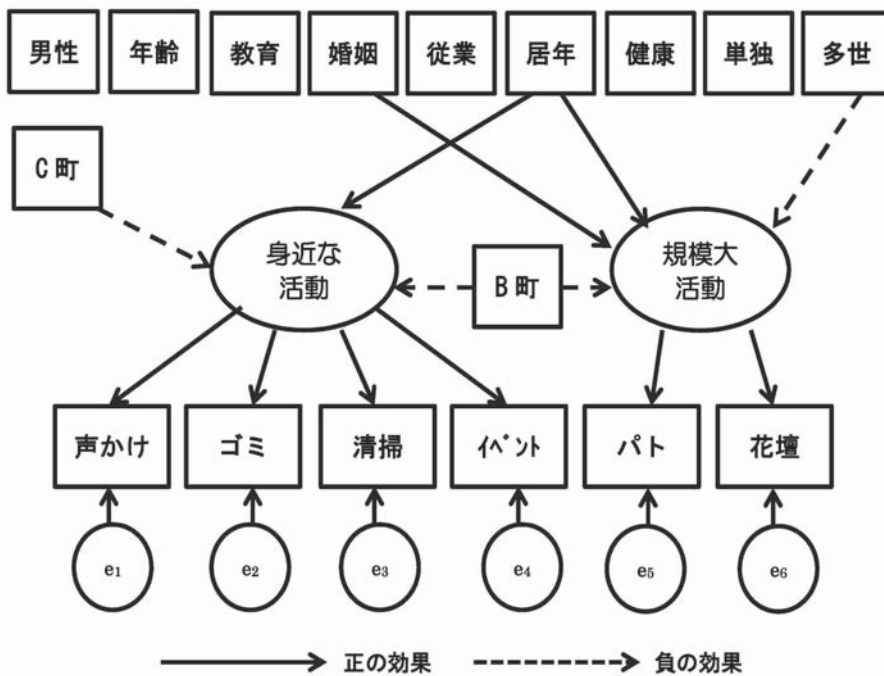 男性 年齢 教育 婚姻 従業 居年 健康 単独 多世
C町
身近な
活動
B町
規模大
活動
声かけ ゴミ 清掃 イベント パト 花壇
e1 e2 e3 e4 e5 e6
正の効果 負の効果